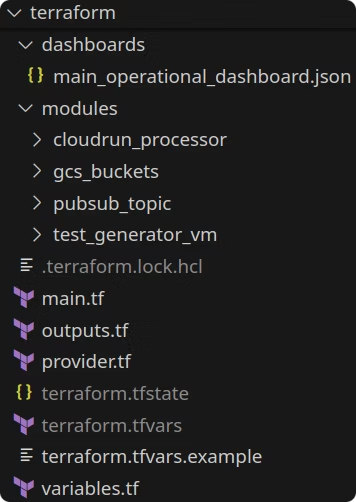 terraform
dashboards
{} main_operational_dashboard.json
modules
cloudrun_processor
gcs_buckets
pubsub_topic
test_generator_vm
.terraform.lock.hcl
main.tf
outputs.tf
provider.tf
{} terraform.tfstate
terraform.tfvars
terraform.tfvars.example
variables.tf